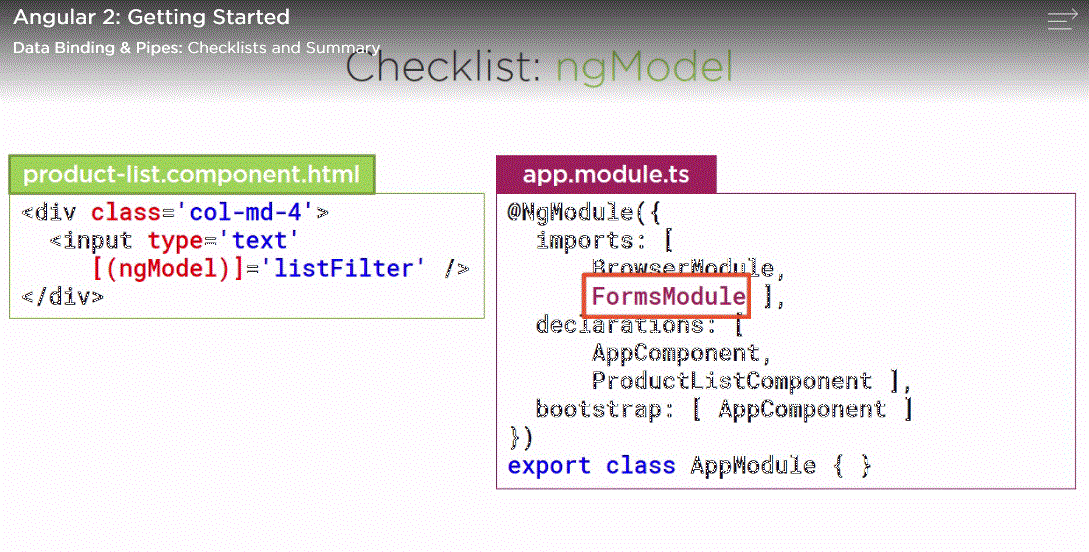 Angular 2: Getting Started
Data Binding & Pipes: Checklists and Summary
Checklist: ngModel
product-list.component.html
<div class='col-md-4'>
<input type='text'
[(ngModel)]='listFilter' />
</div>
app.module.ts
@NgModule({
imports: [
BrowserModule,
FormsModule ],
declarations: [
AppComponent,
ProductListComponent ],
bootstrap: [ AppComponent ]
})
export class AppModule { }